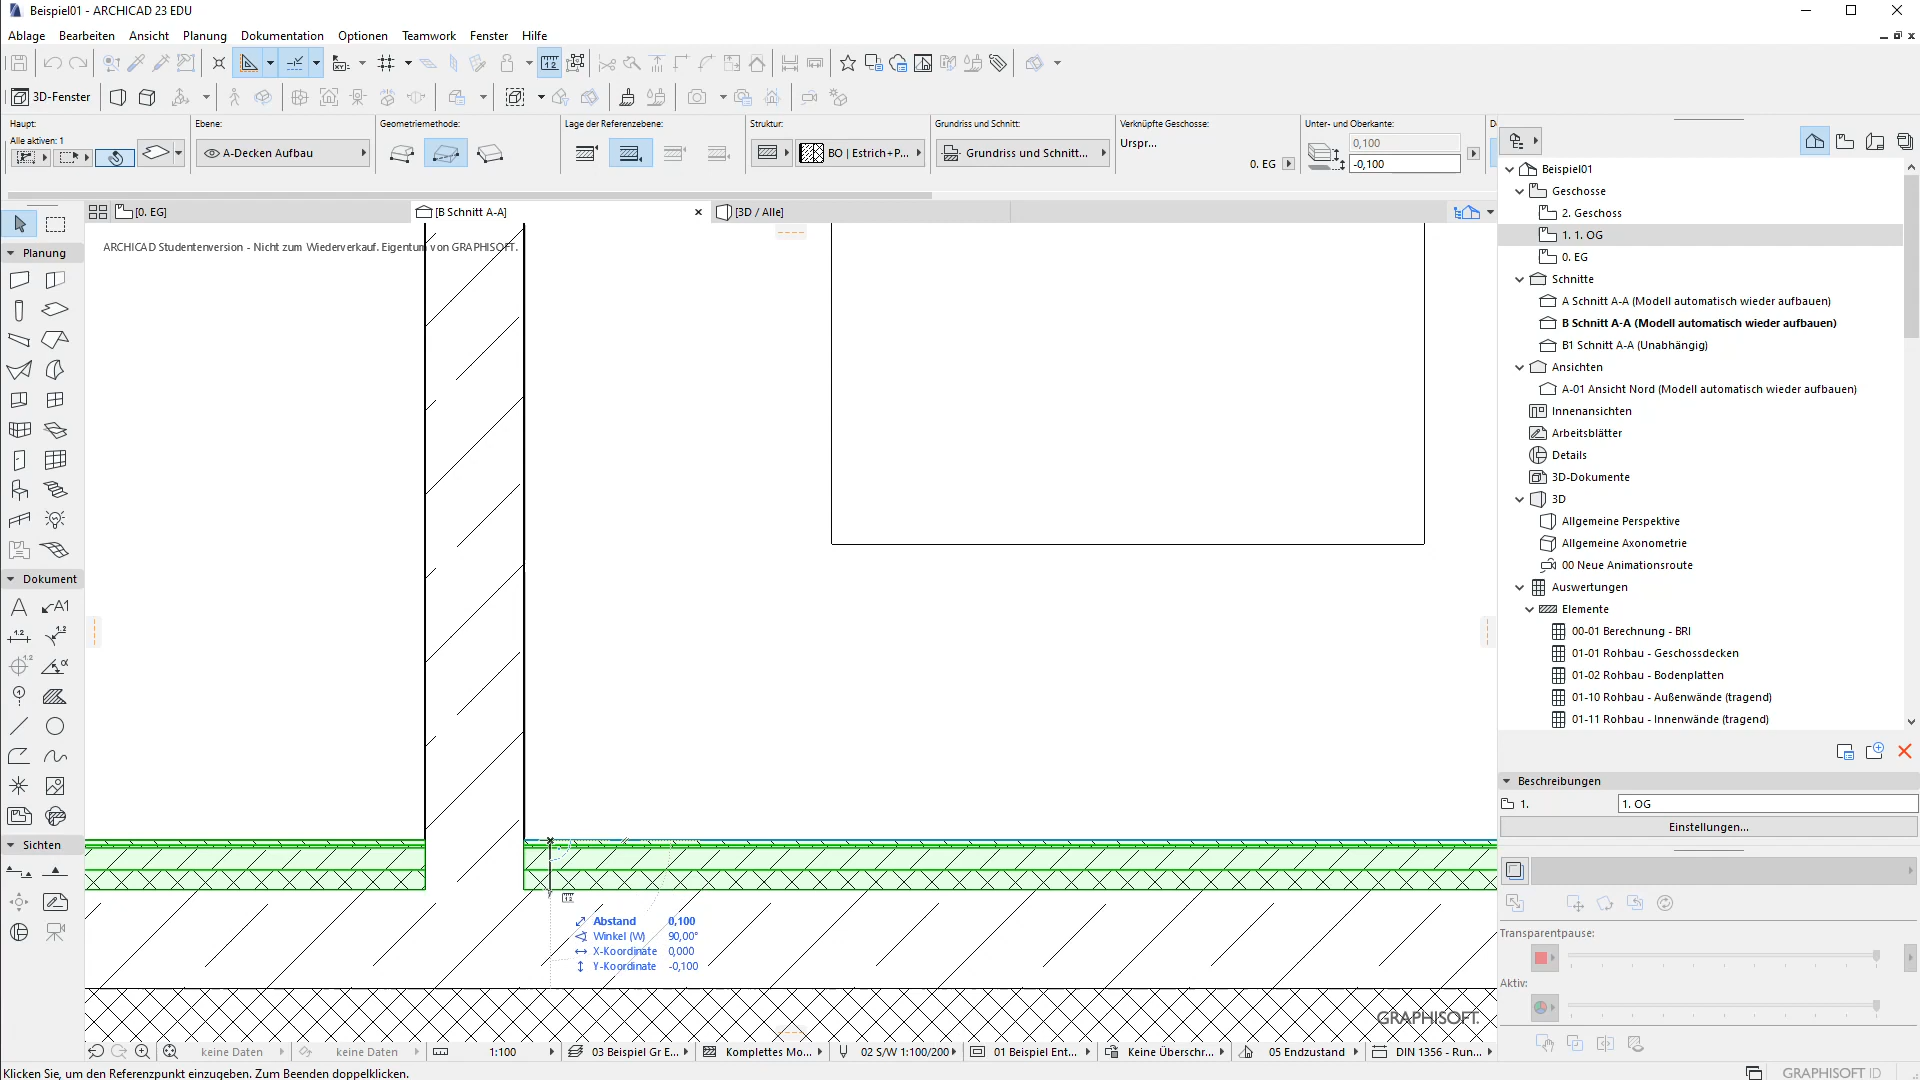 Beispiel01 - ARCHICAD 23 EDU
Ablage Bearbeiten Ansicht Planung Dokumentation Optionen Teamwork Fenster Hilfe
3D-Fenster
Haupt:
Alle aktiven: 1
Ebene:
A-Decken Aufbau
Geometriemethode:
Lage der Referenzebene:
Struktur:
BO | Estrich+P...
Grundriss und Schnitt:
Grundriss und Schnitt...
Verknüpfte Geschosse:
Urspr...
0. EG
Unter- und Oberkante:
0,100
-0,100
[0. EG]
[B Schnitt A-A]
[3D / Alle]
ARCHICAD Studentenversion - Nicht zum Wiederverkauf. Eigentum von GRAPHISOFT.
Planung
Dokument
A1
1.2
1.2
1.2
Sichten
Abstand 0,100
Winkel (W) 90,00°
X-Koordinate 0,000
Y-Koordinate -0,100
GRAPHISOFT.
Beispiel01
Geschosse
2. Geschoss
1. 1. OG
0. EG
Schnitte
A Schnitt A-A (Modell automatisch wieder aufbauen)
B Schnitt A-A (Modell automatisch wieder aufbauen)
B1 Schnitt A-A (Unabhängig)
Ansichten
A-01 Ansicht Nord (Modell automatisch wieder aufbauen)
Innenansichten
Arbeitsblätter
Details
3D-Dokumente
3D
Allgemeine Perspektive
Allgemeine Axonometrie
00 Neue Animationsroute
Auswertungen
Elemente
00-01 Berechnung - BRI
01-01 Rohbau - Geschossdecken
01-02 Rohbau - Bodenplatten
01-10 Rohbau - Außenwände (tragend)
01-11 Rohbau - Innenwände (tragend)
Beschreibungen
1. 1. OG
Einstellungen...
Transparentpause:
Aktiv:
keine Daten keine Daten 1:100 03 Beispiel Gr E... Komplettes Mo... 02 S/W 1:100/200 01 Beispiel Ent... Keine Überschr... 05 Endzustand DIN 1356 - Run...
Klicken Sie, um den Referenzpunkt einzugeben. Zum Beenden doppelklicken.
GRAPHISOFT ID